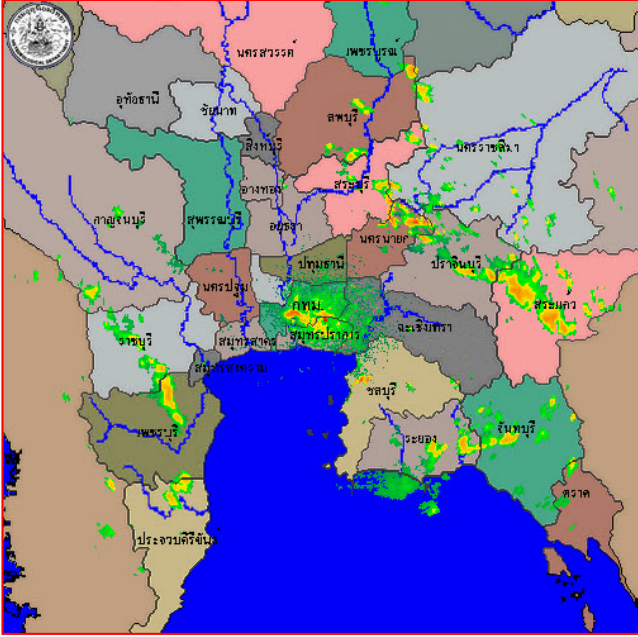 นครสวรรค์
เพชรบูรณ์
อุทัยธานี
ชัยนาท
ลพบุรี
สิงห์บุรี
นครราชสีมา
สระบุรี
อ่างทอง
กาญจนบุรี
สุพรรณบุรี
อยุธยา
นครนายก
ปทุมธานี
ปราจีนบุรี
นครปฐม
กทม
สระแก้ว
ราชบุรี
สมุทรสาคร
สมุทรปราการ
ฉะเชิงเทรา
สมุทรสงคราม
ชลบุรี
เพชรบุรี
ระยอง
จันทบุรี
ตราด
ประจวบคีรีขันธ์